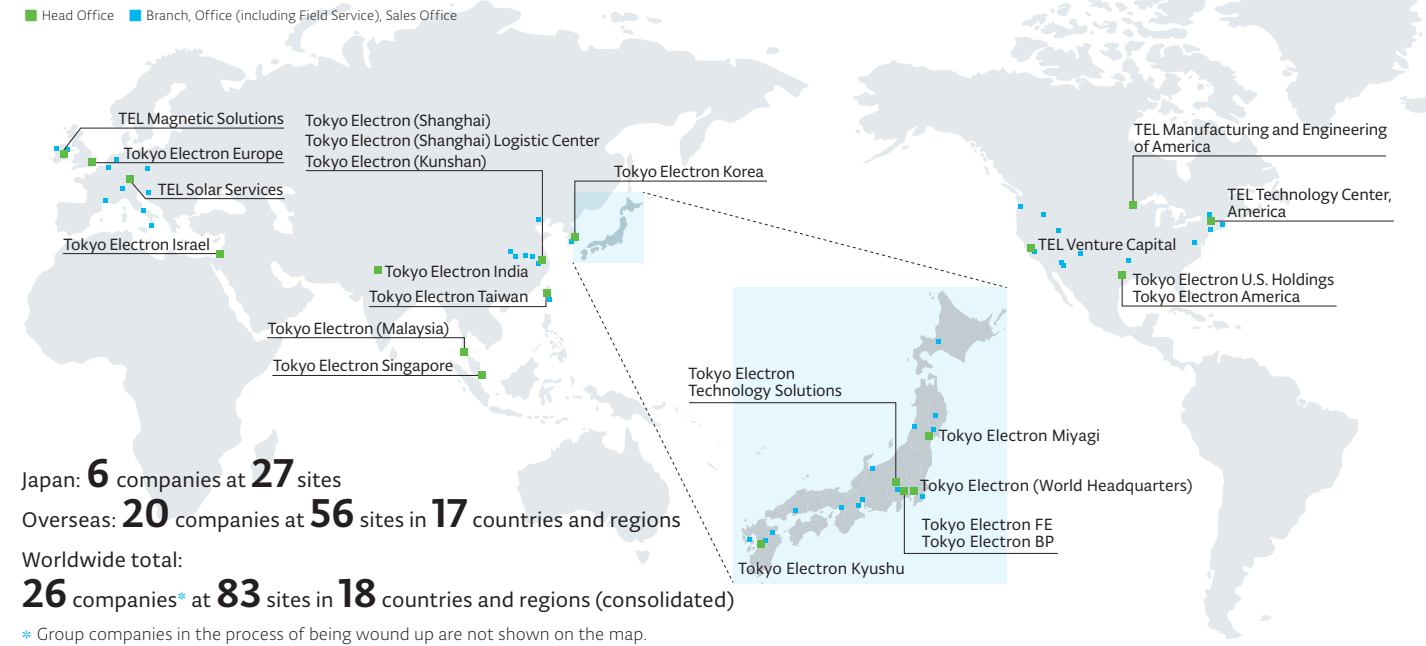 Head Office
Branch, Office (including Field Service), Sales Office
TEL Magnetic Solutions
Tokyo Electron Europe
TEL Solar Services
Tokyo Electron Israel
Tokyo Electron (Shanghai)
Tokyo Electron (Shanghai) Logistic Center
Tokyo Electron (Kunshan)
Tokyo Electron Korea
Tokyo Electron India
Tokyo Electron Taiwan
Tokyo Electron (Malaysia)
Tokyo Electron Singapore
TEL Manufacturing and Engineering
of America
TEL Technology Center,
America
TEL Venture Capital
Tokyo Electron U.S. Holdings
Tokyo Electron America
Tokyo Electron
Technology Solutions
Tokyo Electron Miyagi
Tokyo Electron (World Headquarters)
Tokyo Electron FE
Tokyo Electron BP
Tokyo Electron Kyushu
Japan: 6 companies at 27 sites
Overseas: 20 companies at 56 sites in 17 countries and regions
Worldwide total:
26 companies* at 83 sites in 18 countries and regions (consolidated)
* Group companies in the process of being wound up are not shown on the map.